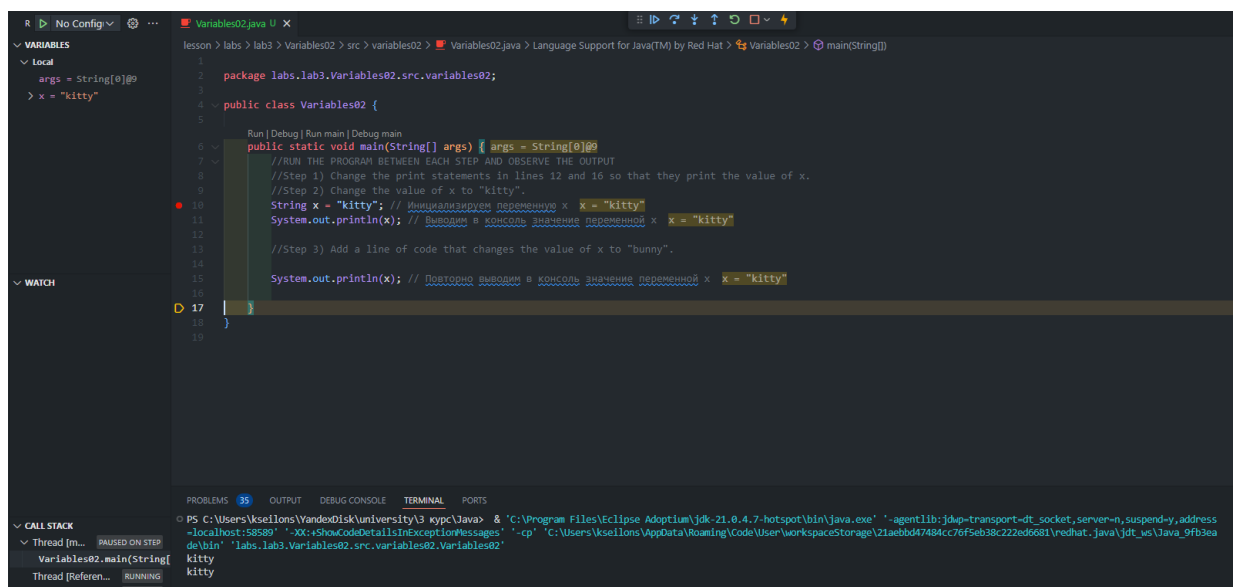 R No Config
Variables02.java U
VARIABLES
Local
args = String[0]@9
x = "kitty"
WATCH
CALL STACK
Thread [m... PAUSED ON STEP
Variables02.main(String[
Thread [Referen... RUNNING
lesson > labs > lab3 > Variables02 > src > variables02 > Variables02.java > Language Support for Java(TM) by Red Hat > Variables02 > main(String[])
1
2 package labs.lab3.Variables02.src.variables02;
3
4 public class Variables02 {
5
Run | Debug | Run main | Debug main
6 public static void main(String[] args) { args = String[0]@9
7 //RUN THE PROGRAM BETWEEN EACH STEP AND OBSERVE THE OUTPUT
8 //Step 1) Change the print statements in lines 12 and 16 so that they print the value of x.
9 //Step 2) Change the value of x to "kitty".
10 String x = "kitty"; // Инициализируем переменную x x = "kitty"
11 System.out.println(x); // Выводим в консоль значение переменной x x = "kitty"
12
13 //Step 3) Add a line of code that changes the value of x to "bunny".
14
15 System.out.println(x); // Повторно выводим в консоль значение переменной x x = "kitty"
16
17 }
18 }
19
PROBLEMS 35 OUTPUT DEBUG CONSOLE TERMINAL PORTS
PS C:\Users\kseilons\YandexDisk\university\3 курс\Java> & 'C:\Program Files\Eclipse Adoptium\jdk-21.0.4.7-hotspot\bin\java.exe' '-agentlib:jdwp=transport=dt_socket,server=n,suspend=y,address
=localhost:58589' '-XX:+ShowCodeDetailsInExceptionMessages' '-cp' 'C:\Users\kseilons\AppData\Roaming\Code\User\workspaceStorage\21aebbd47484cc76f5eb38c222ed6681\redhat.java\jdt_ws\Java_9fb3ea
de\bin' 'labs.lab3.Variables02.src.variables02.Variables02'
kitty
kitty